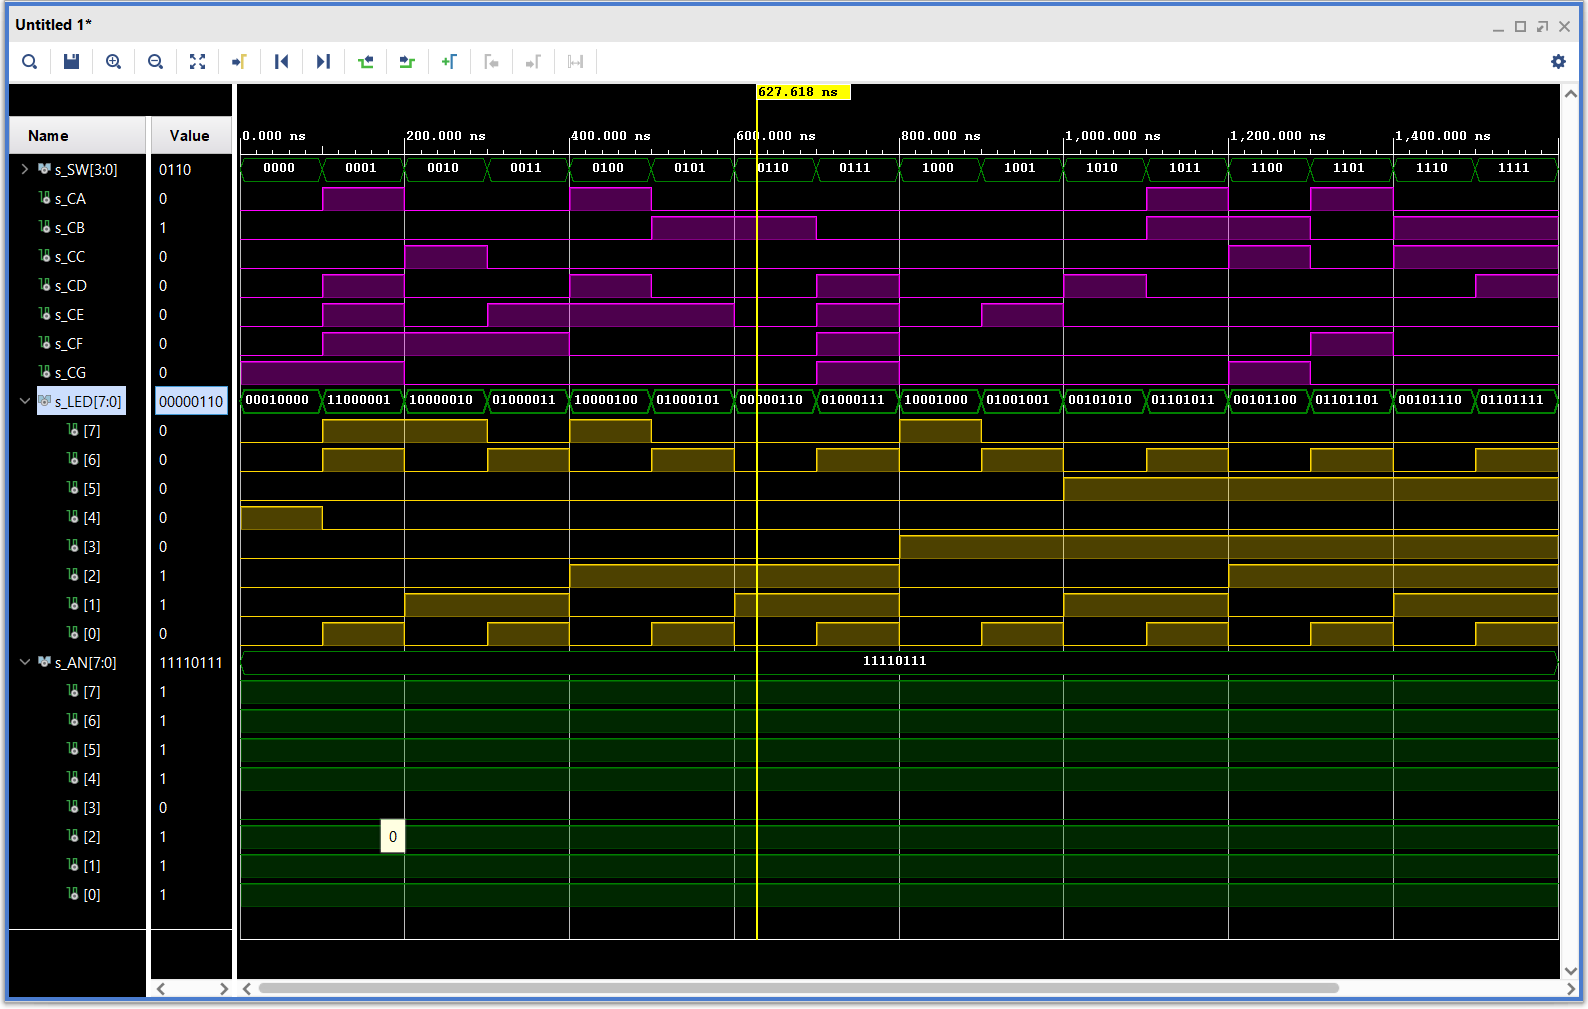 Untitled 1*
627.618 ns
Name Value 0.000 ns 200.000 ns 400.000 ns 600.000 ns 800.000 ns 1,000.000 ns 1,200.000 ns 1,400.000 ns
s_SW[3:0] 0110 0000 0001 0010 0011 0100 0101 0110 0111 1000 1001 1010 1011 1100 1101 1110 1111
s_CA 0
s_CB 1
s_CC 0
s_CD 0
s_CE 0
s_CF 0
s_CG 0
s_LED[7:0] 00000110 00010000 11000001 10000010 01000011 10000100 01000101 00000110 01000111 10001000 01001001 00101010 01101011 00101100 01101101 00101110 01101111
[7] 0
[6] 0
[5] 0
[4] 0
[3] 0
[2] 1
[1] 1
[0] 0
s_AN[7:0] 11110111 11110111
[7] 1
[6] 1
[5] 1
[4] 1
[3] 0
[2] 1 0
[1] 1
[0] 1